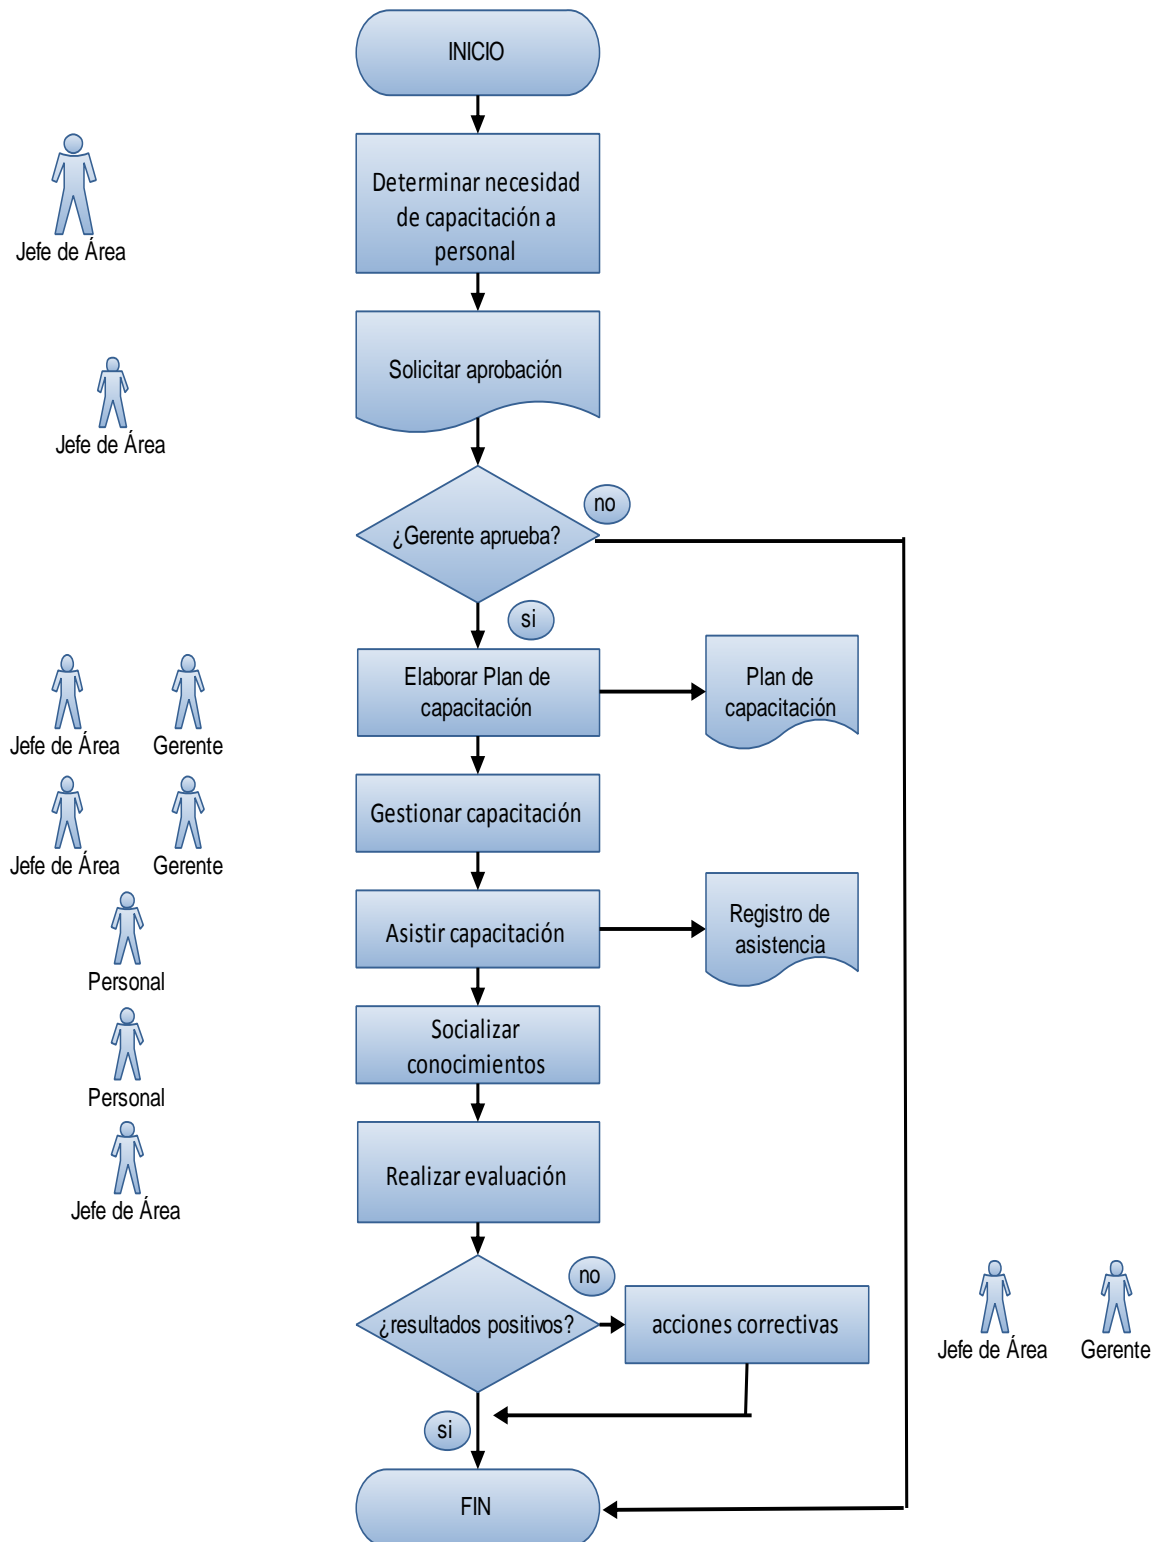 INICIO
Jefe de Área
Determinar necesidad
de capacitación a
personal
Jefe de Área
Solicitar aprobación
¿Gerente aprueba?
no
si
Jefe de Área
Gerente
Elaborar Plan de
capacitación
Plan de
capacitación
Jefe de Área
Gerente
Gestionar capacitación
Personal
Asistir capacitación
Registro de
asistencia
Personal
Socializar
conocimientos
Jefe de Área
Realizar evaluación
¿resultados positivos?
no
acciones correctivas
Jefe de Área
Gerente
si
FIN